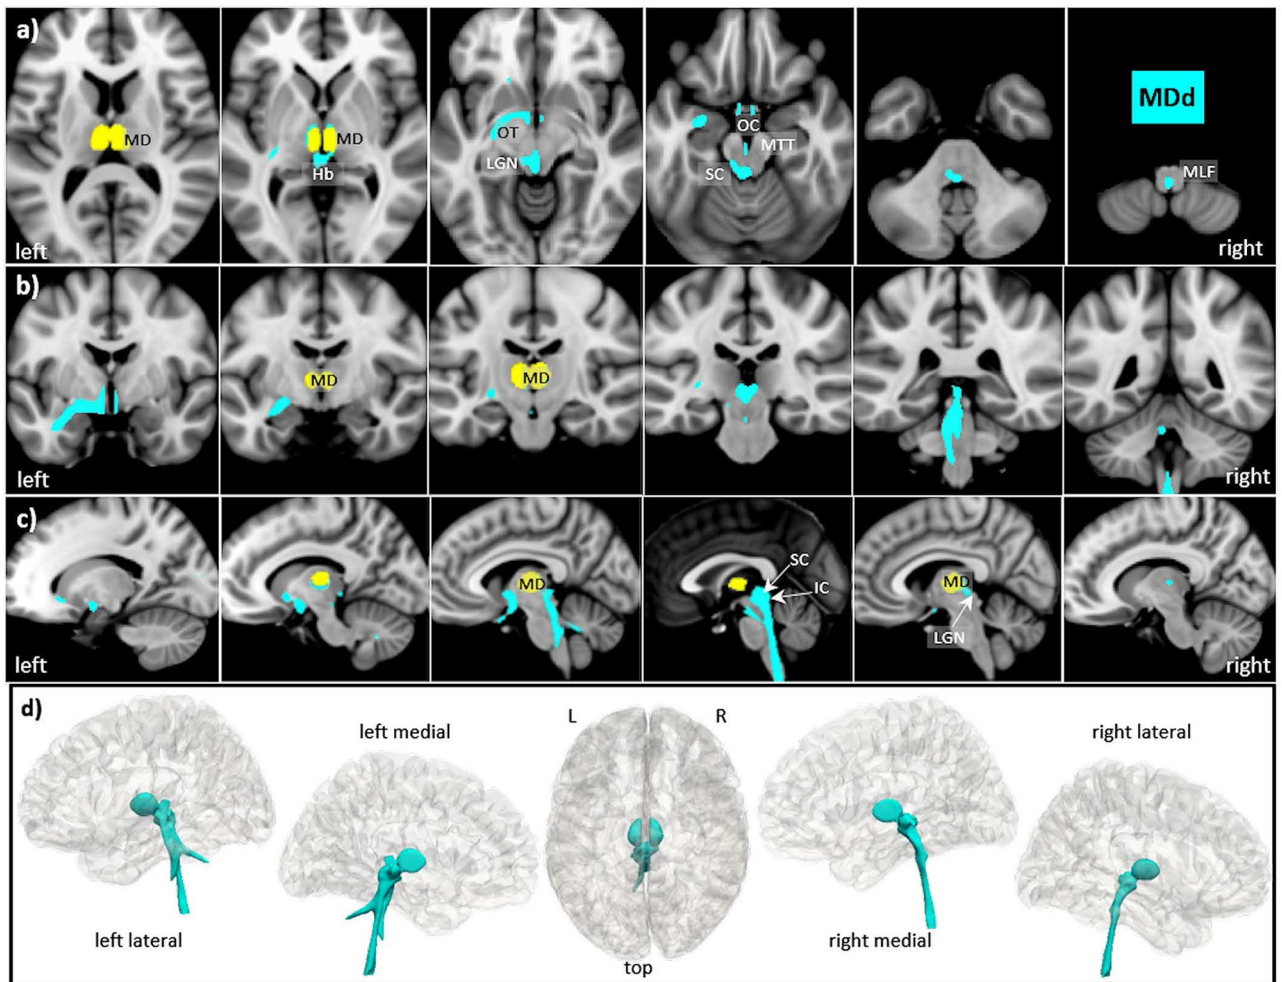 a)
MD
MD
Hb
OT
LGN
OC
MTT
SC
MDd
MLF
left
right
b)
MD
MD
left
right
c)
MD
SC
IC
MD
LGN
left
right
d)
left medial
L
R
right lateral
left lateral
right medial
top